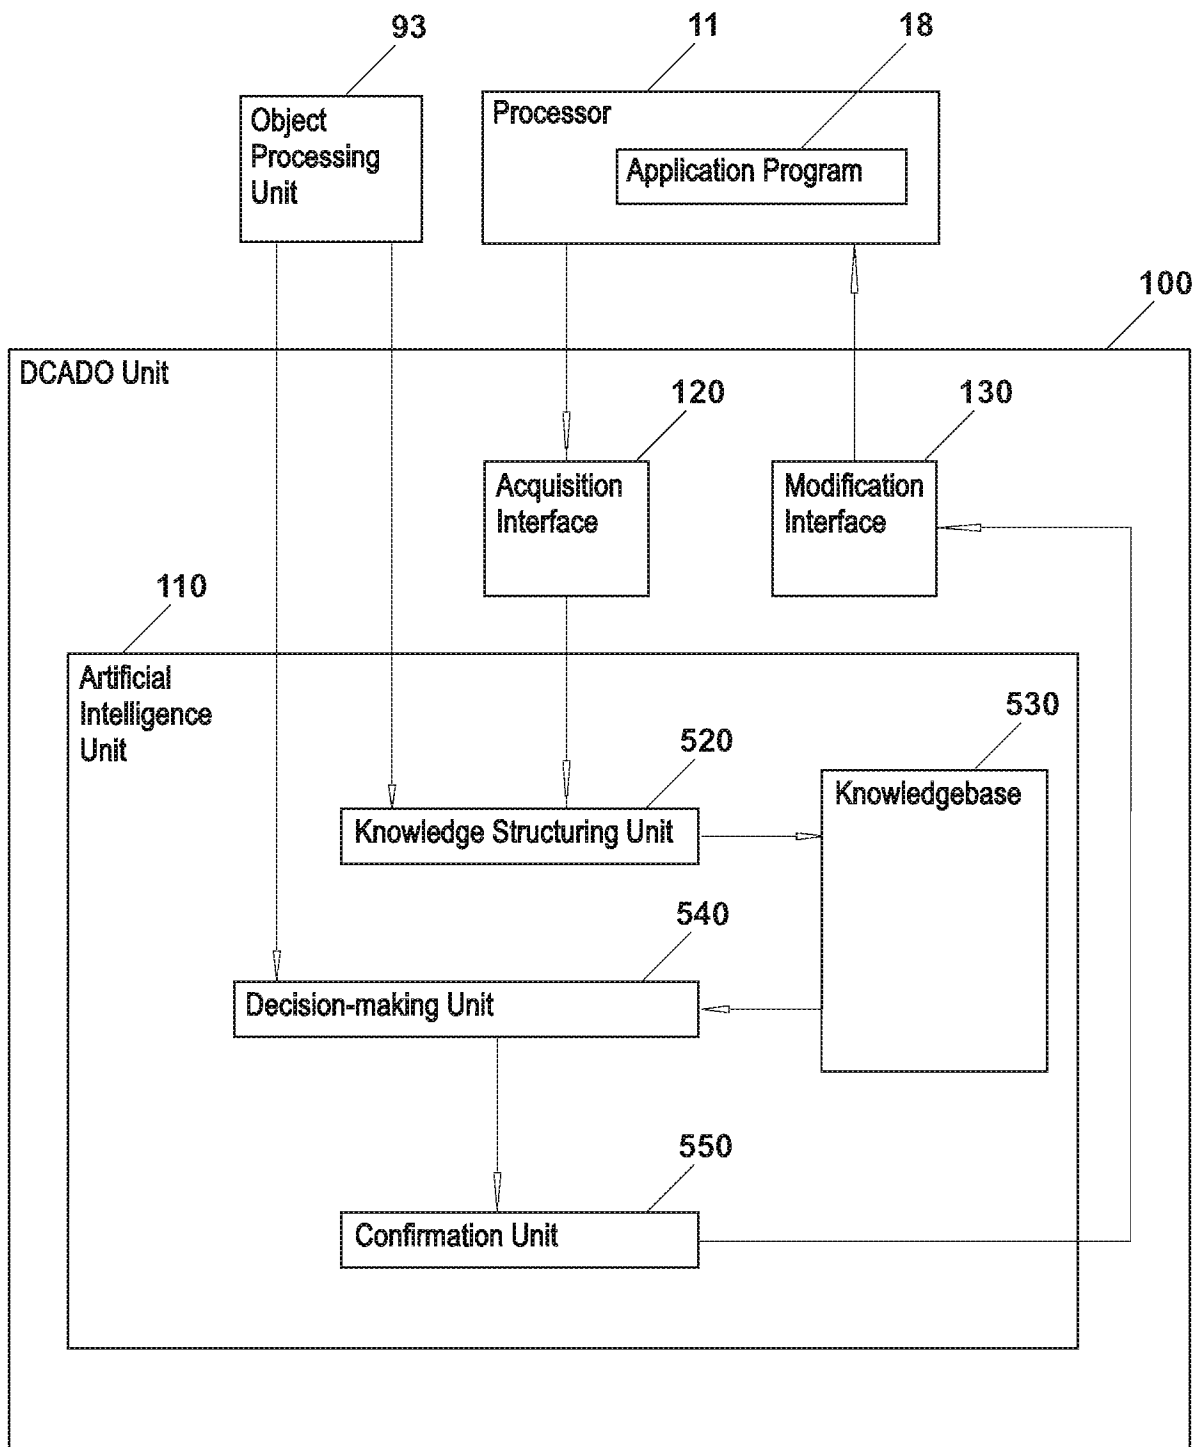 93
11
18
Object
Processing
Unit
Processor
Application Program
100
DCADO Unit
120
130
Acquisition
Interface
Modification
Interface
110
Artificial
Intelligence
Unit
530
520
Knowledgebase
Knowledge Structuring Unit
540
Decision-making Unit
550
Confirmation Unit